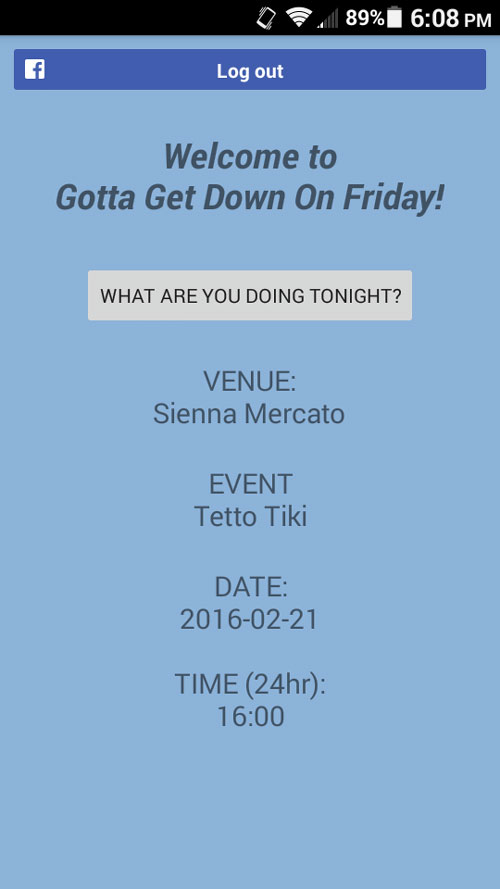 89% 6:08 PM
Log out
Welcome to
Gotta Get Down On Friday!
WHAT ARE YOU DOING TONIGHT?
VENUE:
Sienna Mercato
EVENT
Tetto Tiki
DATE:
2016-02-21
TIME (24hr):
16:00